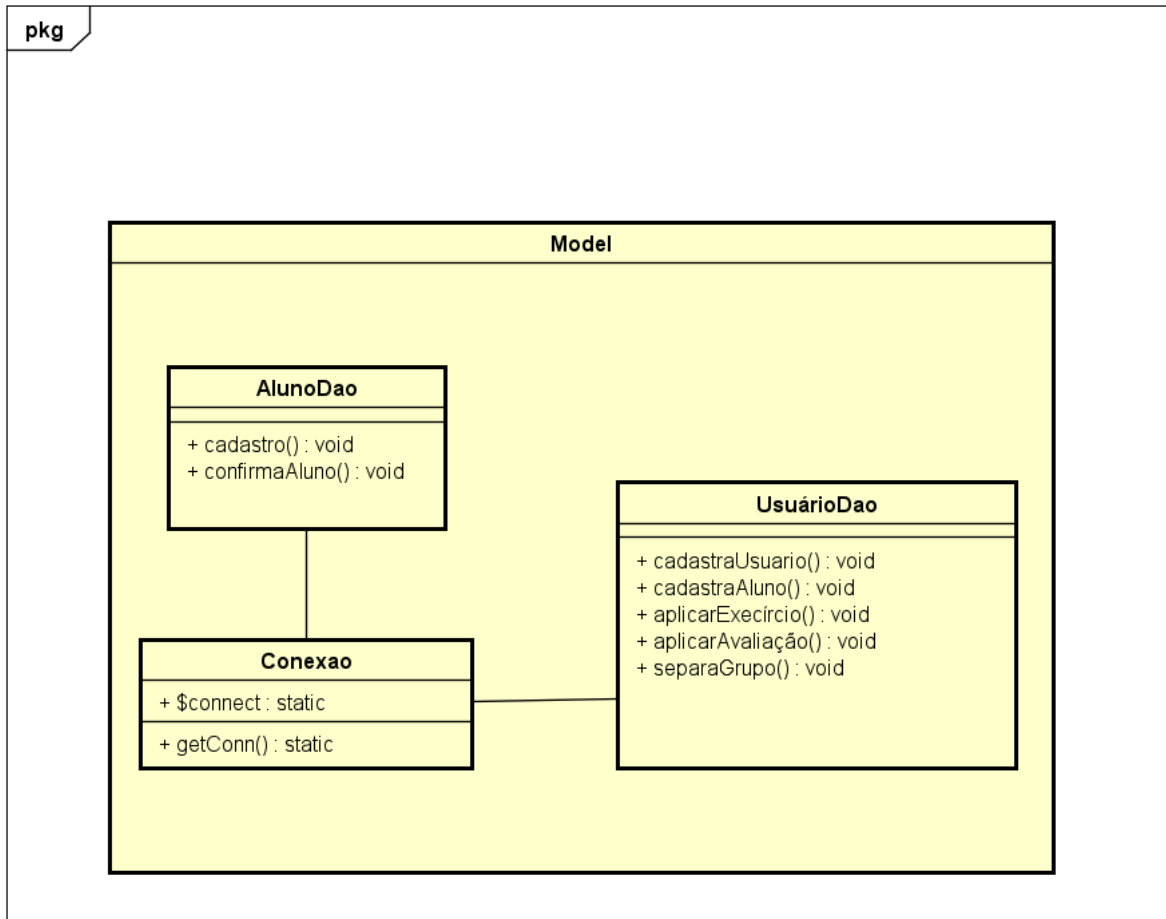 pkg
Model
AlunoDao
+ cadastro() : void
+ confirmaAluno() : void
UsuárioDao
+ cadastraUsuario() : void
+ cadastraAluno() : void
+ aplicarExecírcio() : void
+ aplicarAvaliação() : void
+ separaGrupo() : void
Conexao
+ $connect : static
+ getConn() : static